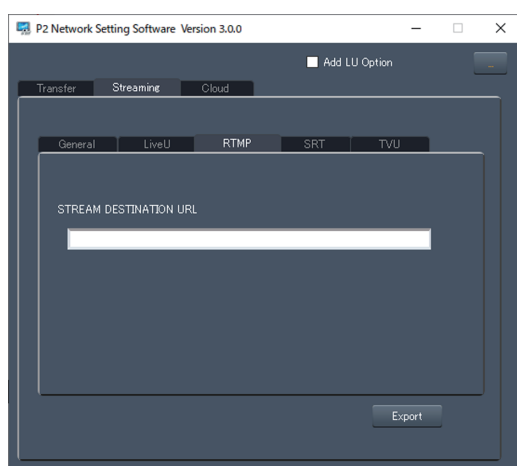 P2 Network Setting Software Version 3.0.0
Add LU Option
Transfer Streaming Cloud
General LiveU RTMP SRT TVU
STREAM DESTINATION URL
Export